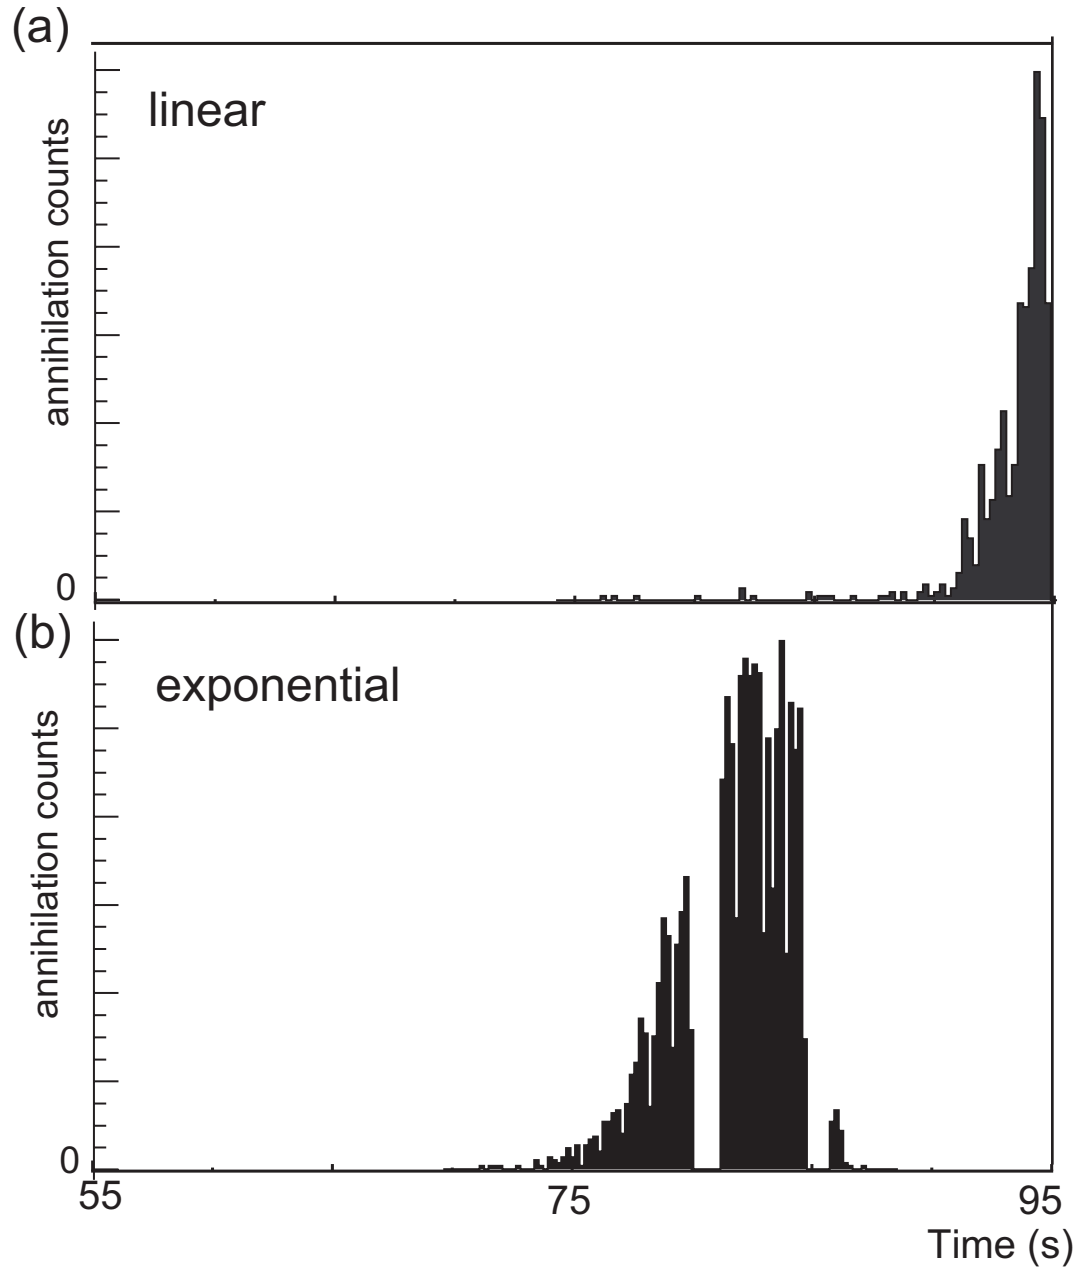 (a)
linear
annihilation counts
0
(b)
exponential
annihilation counts
0
55 75 95
Time (s)